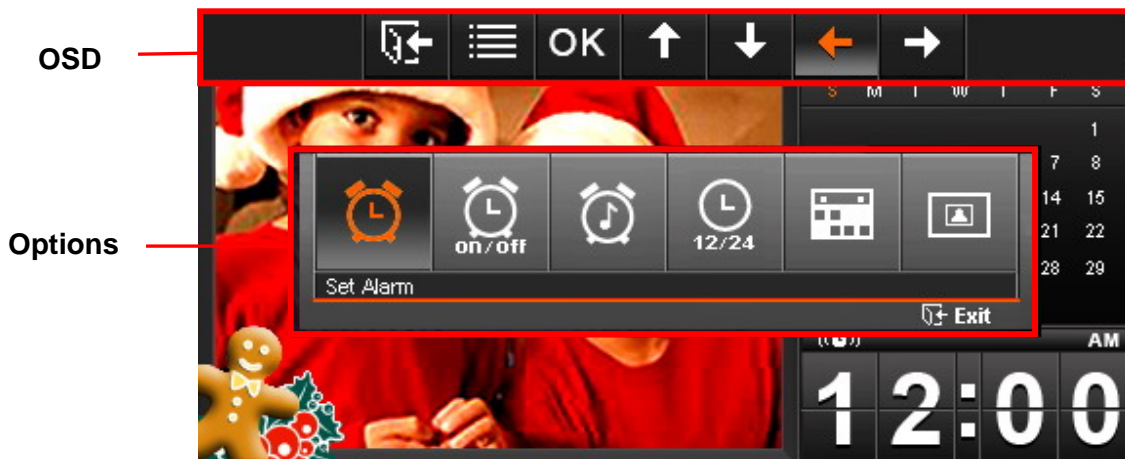 OSD
OK
S M T W T F S
1
7 8
14 15
21 22
28 29
Options
on/off
12/24
Set Alarm
Exit
AM
12:00